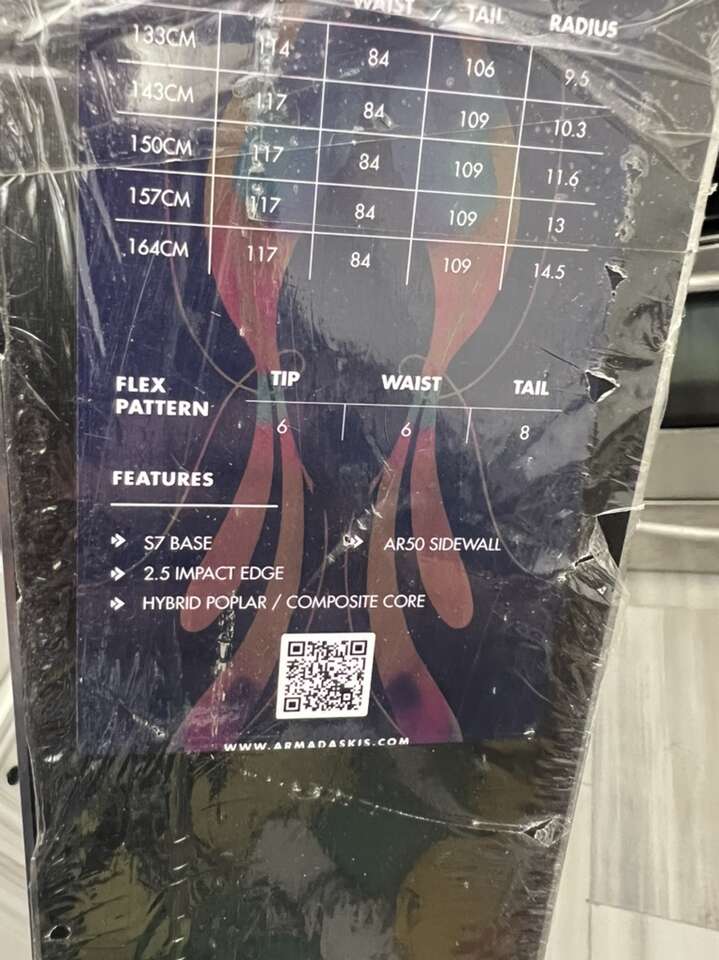 WAIST TAIL RADIUS
133CM 114 84 106 9.5
143CM 117 84 109 10.3
150CM 117 84 109 11.6
157CM 117 84 109 13
164CM 117 84 109 14.5
FLEX PATTERN TIP WAIST TAIL
6 6 8
FEATURES
S7 BASE AR50 SIDEWALL
2.5 IMPACT EDGE
HYBRID POPLAR / COMPOSITE CORE
WWW.ARMADASKIS.COM